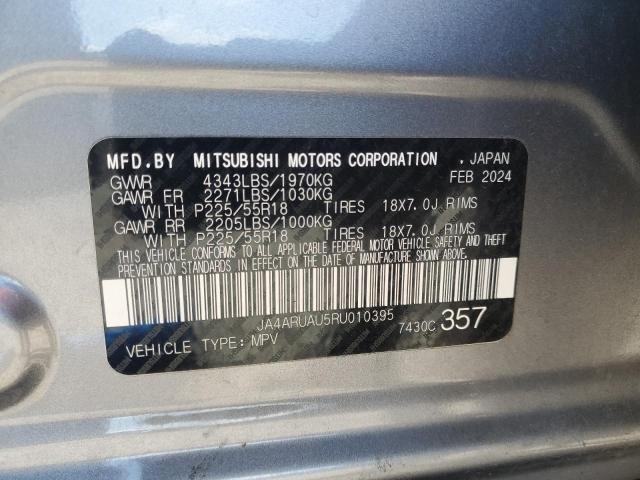 MFD.BY MITSUBISHI MOTORS CORPORATION . JAPAN
GVWR 4343LBS/1970KG FEB 2024
GAWR FR 2271LBS/1030KG
WITH P225/55R18 TIRES 18X7.0J RIMS
GAWR RR 2205LBS/1000KG
WITH P225/55R18 TIRES 18X7.0J RIMS
THIS VEHICLE CONFORMS TO ALL APPLICABLE FEDERAL MOTOR VEHICLE SAFETY AND THEFT
PREVENTION STANDARDS IN EFFECT ON THE DATE OF MANUFACTURE SHOWN ABOVE.
JA4ARUAU5RU010395 7430C 357
VEHICLE TYPE: MPV